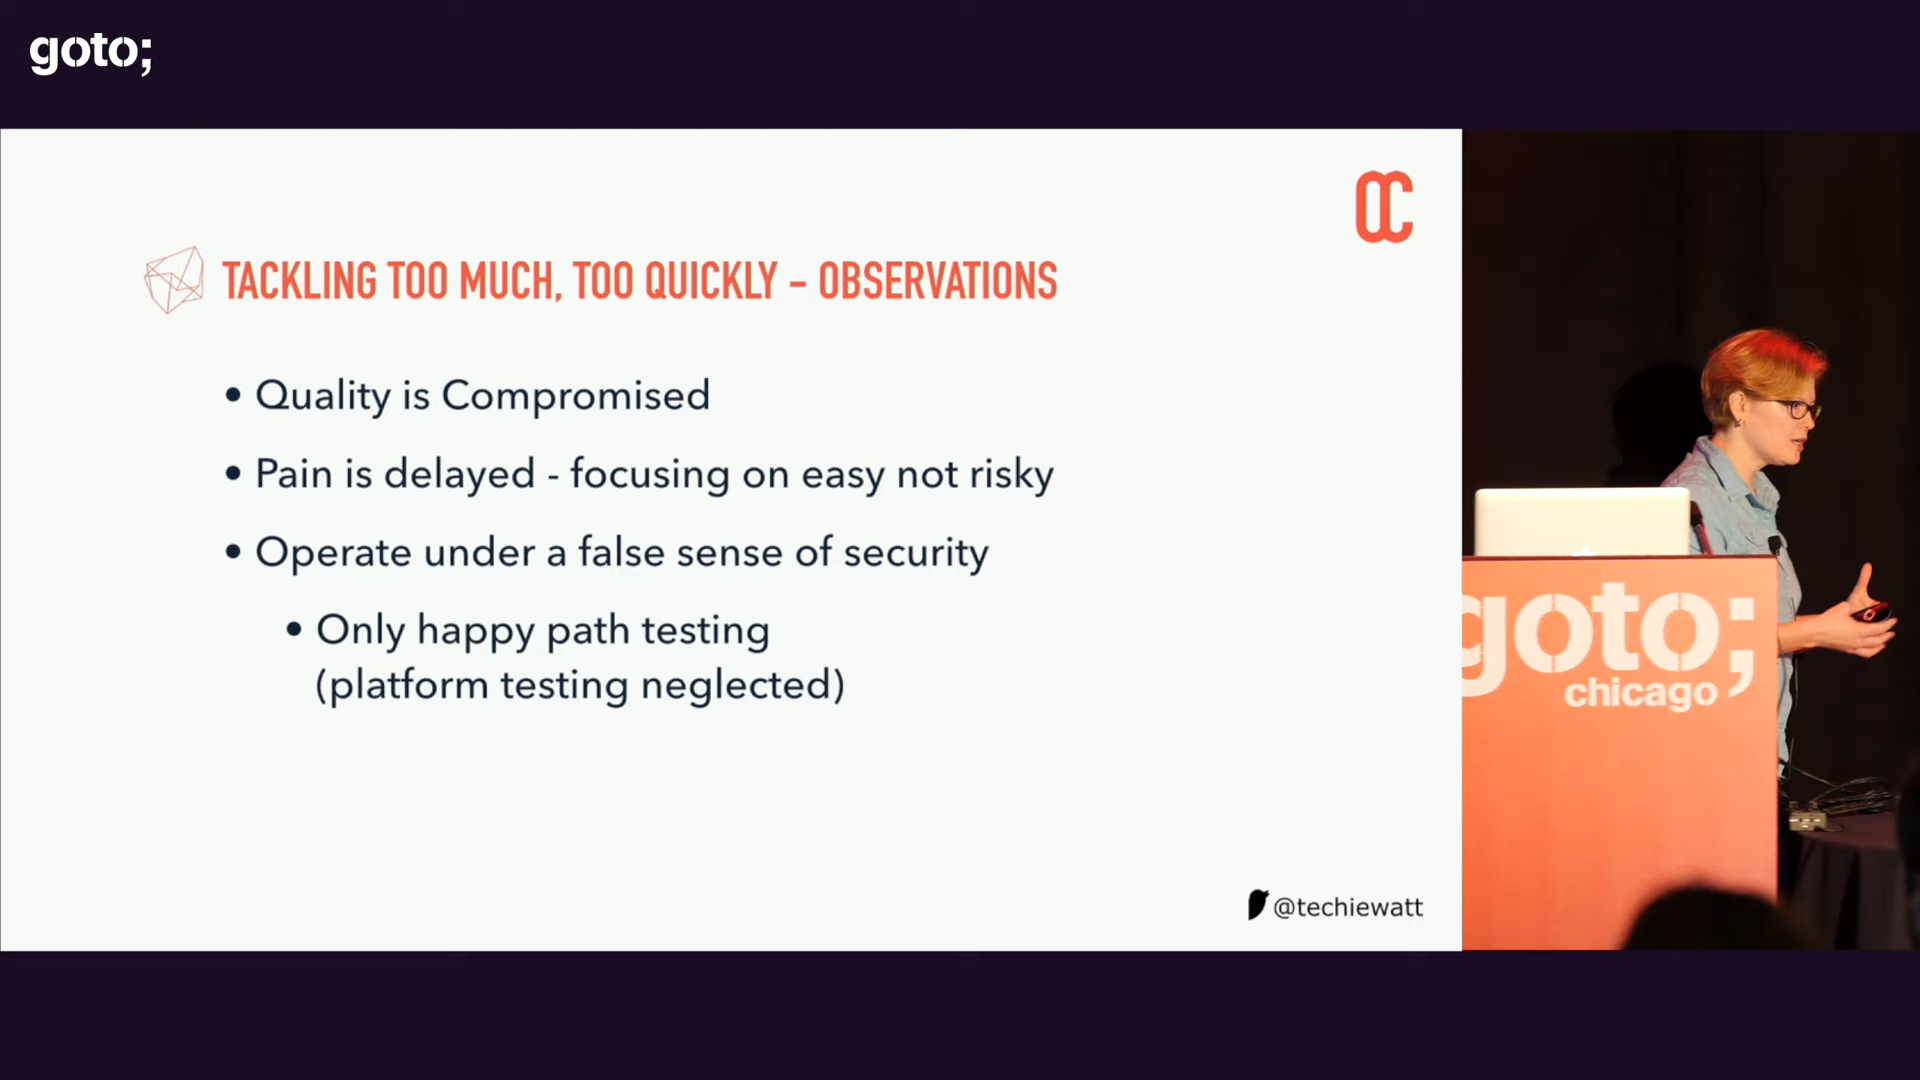 goto;
TACKLING TOO MUCH, TOO QUICKLY - OBSERVATIONS
• Quality is Compromised
• Pain is delayed - focusing on easy not risky
• Operate under a false sense of security
• Only happy path testing
(platform testing neglected)
@techiewatt
goto;
chicago